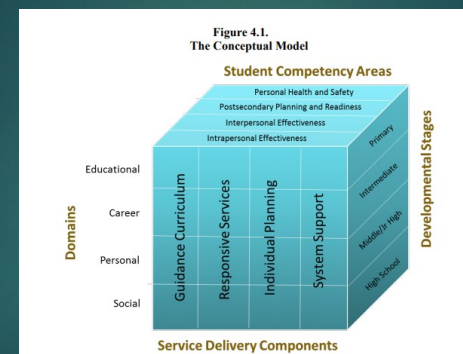 Figure 4.1.
The Conceptual Model
Student Competency Areas
Personal Health and Safety
Postsecondary Planning and Readiness
Interpersonal Effectiveness
Intrapersonal Effectiveness
Primary
Intermediate
Middle/Jr High
High School
Developmental Stages
Domains
Educational
Career
Personal
Social
Guidance Curriculum
Responsive Services
Individual Planning
System Support
Service Delivery Components